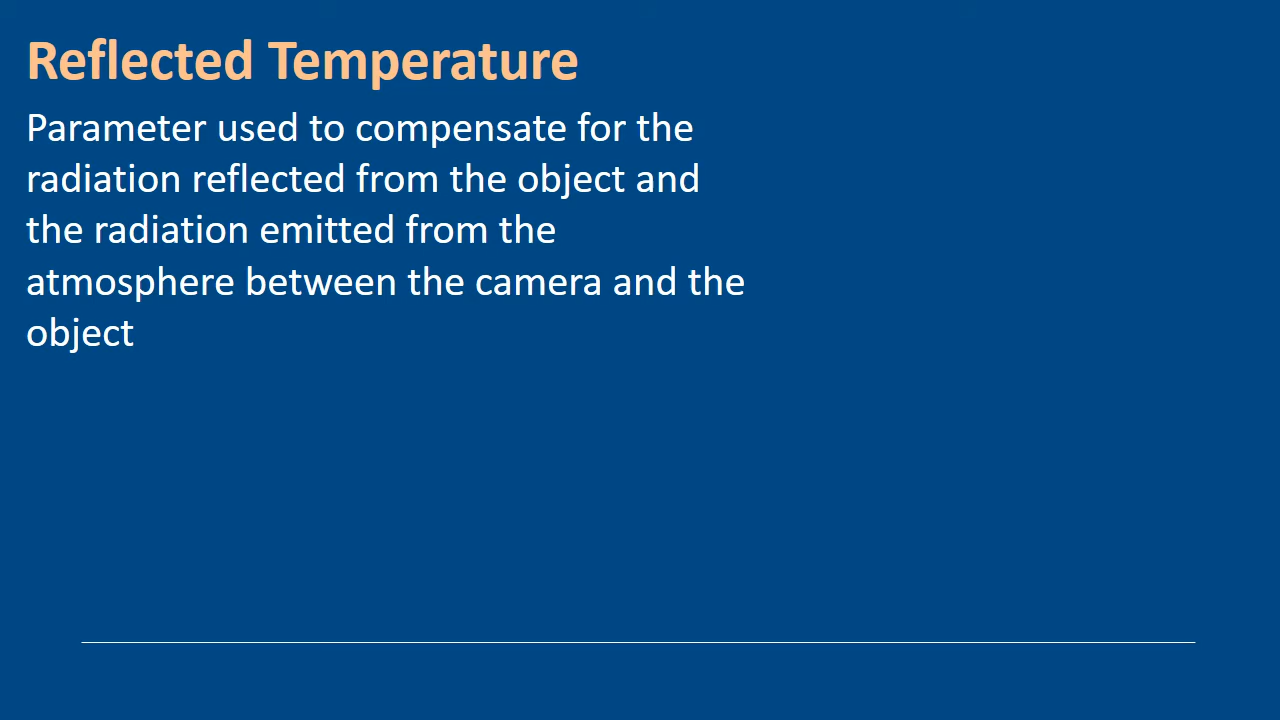 Reflected Temperature
Parameter used to compensate for the
radiation reflected from the object and
the radiation emitted from the
atmosphere between the camera and the
object